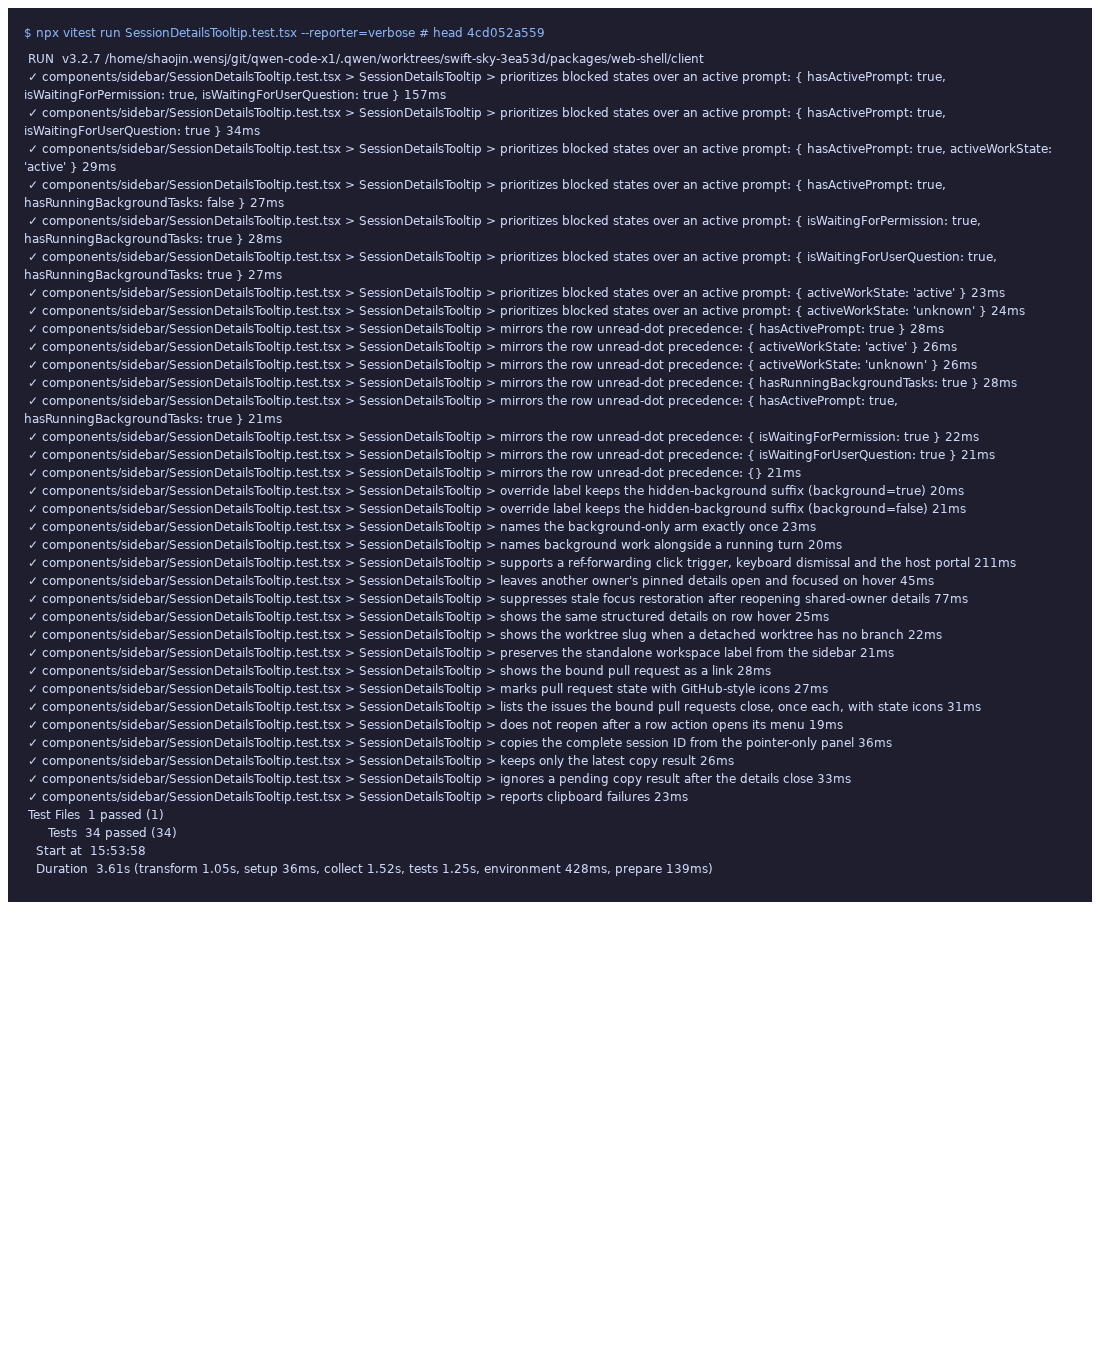 $ npx vitest run SessionDetailsTooltip.test.tsx --reporter=verbose # head 4cd052a559
RUN  v3.2.7 /home/shaojin.wensj/git/qwen-code-x1/.qwen/worktrees/swift-sky-3ea53d/packages/web-shell/client
✓ components/sidebar/SessionDetailsTooltip.test.tsx > SessionDetailsTooltip > prioritizes blocked states over an active prompt: { hasActivePrompt: true,
isWaitingForPermission: true, isWaitingForUserQuestion: true } 157ms
✓ components/sidebar/SessionDetailsTooltip.test.tsx > SessionDetailsTooltip > prioritizes blocked states over an active prompt: { hasActivePrompt: true,
isWaitingForUserQuestion: true } 34ms
✓ components/sidebar/SessionDetailsTooltip.test.tsx > SessionDetailsTooltip > prioritizes blocked states over an active prompt: { hasActivePrompt: true, activeWorkState:
'active' } 29ms
✓ components/sidebar/SessionDetailsTooltip.test.tsx > SessionDetailsTooltip > prioritizes blocked states over an active prompt: { hasActivePrompt: true,
hasRunningBackgroundTasks: false } 27ms
✓ components/sidebar/SessionDetailsTooltip.test.tsx > SessionDetailsTooltip > prioritizes blocked states over an active prompt: { isWaitingForPermission: true,
hasRunningBackgroundTasks: true } 28ms
✓ components/sidebar/SessionDetailsTooltip.test.tsx > SessionDetailsTooltip > prioritizes blocked states over an active prompt: { isWaitingForUserQuestion: true,
hasRunningBackgroundTasks: true } 27ms
✓ components/sidebar/SessionDetailsTooltip.test.tsx > SessionDetailsTooltip > prioritizes blocked states over an active prompt: { activeWorkState: 'active' } 23ms
✓ components/sidebar/SessionDetailsTooltip.test.tsx > SessionDetailsTooltip > prioritizes blocked states over an active prompt: { activeWorkState: 'unknown' } 24ms
✓ components/sidebar/SessionDetailsTooltip.test.tsx > SessionDetailsTooltip > mirrors the row unread-dot precedence: { hasActivePrompt: true } 28ms
✓ components/sidebar/SessionDetailsTooltip.test.tsx > SessionDetailsTooltip > mirrors the row unread-dot precedence: { activeWorkState: 'active' } 26ms
✓ components/sidebar/SessionDetailsTooltip.test.tsx > SessionDetailsTooltip > mirrors the row unread-dot precedence: { activeWorkState: 'unknown' } 26ms
✓ components/sidebar/SessionDetailsTooltip.test.tsx > SessionDetailsTooltip > mirrors the row unread-dot precedence: { hasRunningBackgroundTasks: true } 28ms
✓ components/sidebar/SessionDetailsTooltip.test.tsx > SessionDetailsTooltip > mirrors the row unread-dot precedence: { hasActivePrompt: true,
hasRunningBackgroundTasks: true } 21ms
✓ components/sidebar/SessionDetailsTooltip.test.tsx > SessionDetailsTooltip > mirrors the row unread-dot precedence: { isWaitingForPermission: true } 22ms
✓ components/sidebar/SessionDetailsTooltip.test.tsx > SessionDetailsTooltip > mirrors the row unread-dot precedence: { isWaitingForUserQuestion: true } 21ms
✓ components/sidebar/SessionDetailsTooltip.test.tsx > SessionDetailsTooltip > mirrors the row unread-dot precedence: {} 21ms
✓ components/sidebar/SessionDetailsTooltip.test.tsx > SessionDetailsTooltip > override label keeps the hidden-background suffix (background=true) 20ms
✓ components/sidebar/SessionDetailsTooltip.test.tsx > SessionDetailsTooltip > override label keeps the hidden-background suffix (background=false) 21ms
✓ components/sidebar/SessionDetailsTooltip.test.tsx > SessionDetailsTooltip > names the background-only arm exactly once 23ms
✓ components/sidebar/SessionDetailsTooltip.test.tsx > SessionDetailsTooltip > names background work alongside a running turn 20ms
✓ components/sidebar/SessionDetailsTooltip.test.tsx > SessionDetailsTooltip > supports a ref-forwarding click trigger, keyboard dismissal and the host portal 211ms
✓ components/sidebar/SessionDetailsTooltip.test.tsx > SessionDetailsTooltip > leaves another owner's pinned details open and focused on hover 45ms
✓ components/sidebar/SessionDetailsTooltip.test.tsx > SessionDetailsTooltip > suppresses stale focus restoration after reopening shared-owner details 77ms
✓ components/sidebar/SessionDetailsTooltip.test.tsx > SessionDetailsTooltip > shows the same structured details on row hover 25ms
✓ components/sidebar/SessionDetailsTooltip.test.tsx > SessionDetailsTooltip > shows the worktree slug when a detached worktree has no branch 22ms
✓ components/sidebar/SessionDetailsTooltip.test.tsx > SessionDetailsTooltip > preserves the standalone workspace label from the sidebar 21ms
✓ components/sidebar/SessionDetailsTooltip.test.tsx > SessionDetailsTooltip > shows the bound pull request as a link 28ms
✓ components/sidebar/SessionDetailsTooltip.test.tsx > SessionDetailsTooltip > marks pull request state with GitHub-style icons 27ms
✓ components/sidebar/SessionDetailsTooltip.test.tsx > SessionDetailsTooltip > lists the issues the bound pull requests close, once each, with state icons 31ms
✓ components/sidebar/SessionDetailsTooltip.test.tsx > SessionDetailsTooltip > does not reopen after a row action opens its menu 19ms
✓ components/sidebar/SessionDetailsTooltip.test.tsx > SessionDetailsTooltip > copies the complete session ID from the pointer-only panel 36ms
✓ components/sidebar/SessionDetailsTooltip.test.tsx > SessionDetailsTooltip > keeps only the latest copy result 26ms
✓ components/sidebar/SessionDetailsTooltip.test.tsx > SessionDetailsTooltip > ignores a pending copy result after the details close 33ms
✓ components/sidebar/SessionDetailsTooltip.test.tsx > SessionDetailsTooltip > reports clipboard failures 23ms
Test Files  1 passed (1)
Tests  34 passed (34)
Start at  15:53:58
Duration  3.61s (transform 1.05s, setup 36ms, collect 1.52s, tests 1.25s, environment 428ms, prepare 139ms)